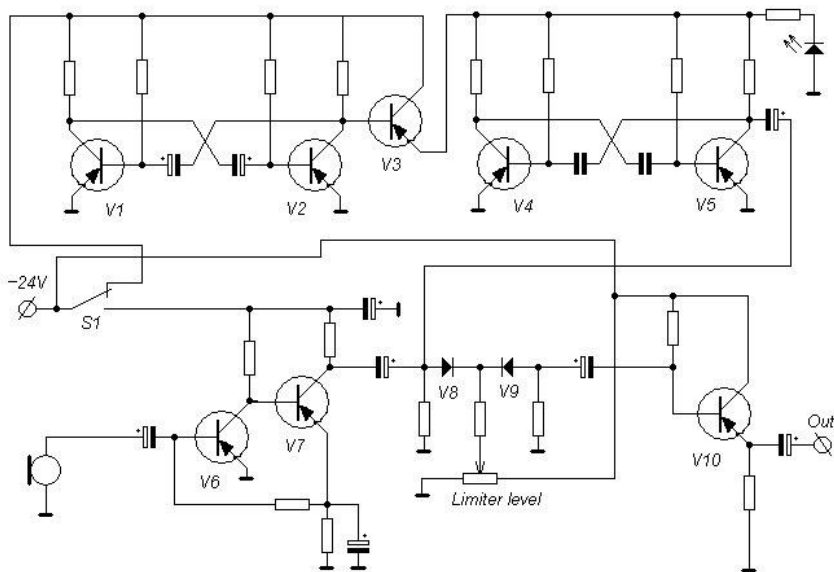 V1
V2
V3
V4
V5
−24V
S1
V8
V9
V7
V6
V10
Out
Limiter level